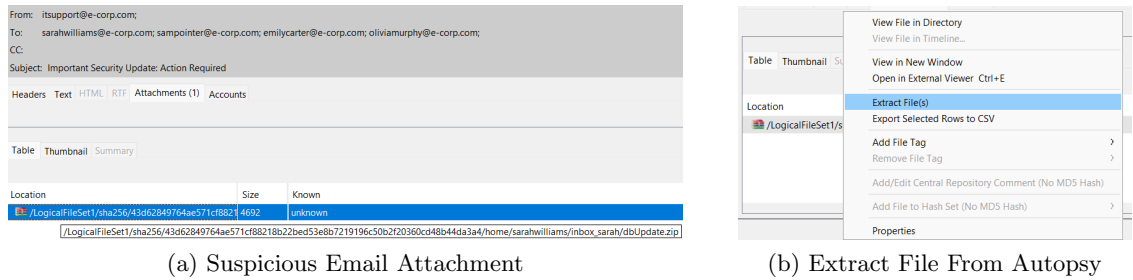 From: itsupport@e-corp.com;
To: sarahwilliams@e-corp.com; sampointer@e-corp.com; emilycarter@e-corp.com; oliviamurphy@e-corp.com;
CC:
Subject: Important Security Update: Action Required
Headers Text HTML RTF Attachments (1) Accounts
Table Thumbnail Summary
Location Size Known
/LogicalFileSet1/sha256/43d62849764ae571cf8821 4692 unknown
/LogicalFileSet1/sha256/43d62849764ae571cf88218b22bed53e8b7219196c50b2f20360cd48b44da3a4/home/sarahwilliams/inbox_sarah/dbUpdate.zip
(a) Suspicious Email Attachment
Table Thumbnail Su
Location
/LogicalFileSet1/s
View File in Directory
View File in Timeline...
View in New Window
Open in External Viewer Ctrl+E
Extract File(s)
Export Selected Rows to CSV
Add File Tag
Remove File Tag
Add/Edit Central Repository Comment (No MD5 Hash)
Add File to Hash Set (No MD5 Hash)
Properties
(b) Extract File From Autopsy